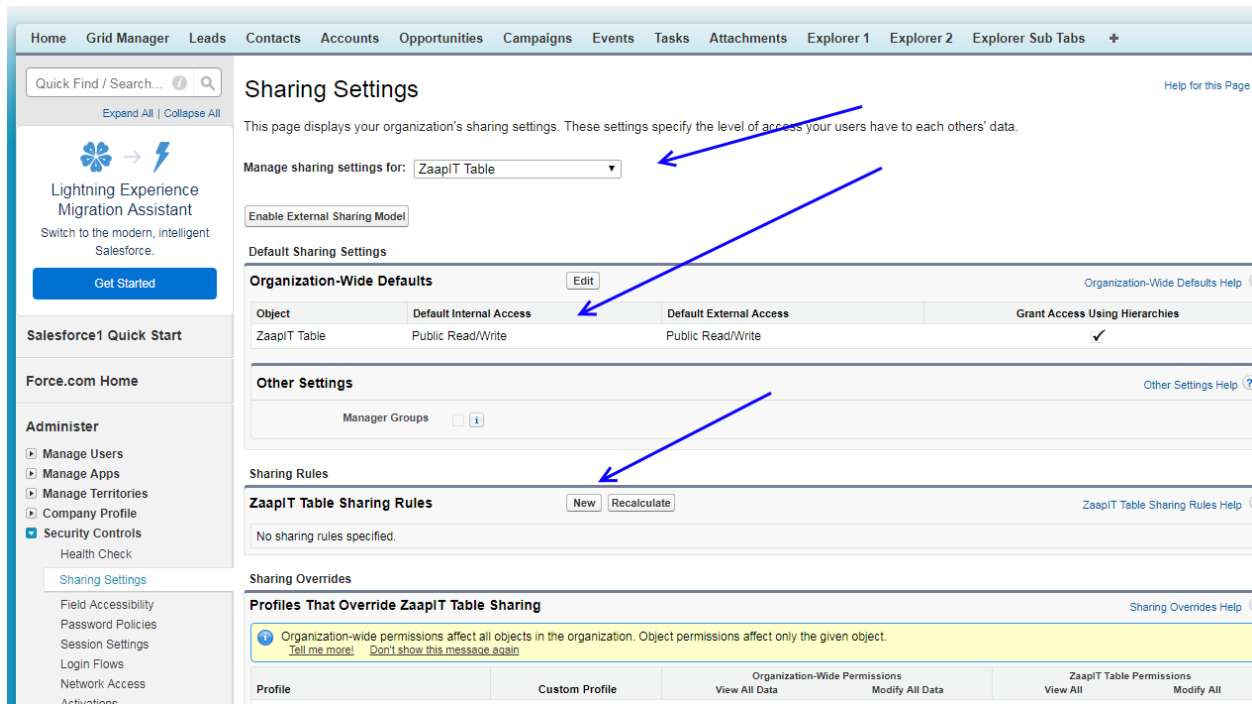 Home Grid Manager Leads Contacts Accounts Opportunities Campaigns Events Tasks Attachments Explorer 1 Explorer 2 Explorer Sub Tabs +
Quick Find / Search... i
Expand All | Collapse All
Lightning Experience
Migration Assistant
Switch to the modern, intelligent
Salesforce.
Get Started
Salesforce1 Quick Start
Force.com Home
Administer
Manage Users
Manage Apps
Manage Territories
Company Profile
Security Controls
Health Check
Sharing Settings
Field Accessibility
Password Policies
Session Settings
Login Flows
Network Access
Activations
Sharing Settings
Help for this Page
This page displays your organization's sharing settings. These settings specify the level of access your users have to each others' data.
Manage sharing settings for: ZaapIT Table
Enable External Sharing Model
Default Sharing Settings
Organization-Wide Defaults Edit Organization-Wide Defaults Help
Object Default Internal Access Default External Access Grant Access Using Hierarchies
ZaapIT Table Public Read/Write Public Read/Write ✓
Other Settings Other Settings Help ?
Manager Groups i
Sharing Rules
ZaapIT Table Sharing Rules New Recalculate ZaapIT Table Sharing Rules Help
No sharing rules specified.
Sharing Overrides
Profiles That Override ZaapIT Table Sharing Sharing Overrides Help
i Organization-wide permissions affect all objects in the organization. Object permissions affect only the given object.
Tell me more! Don't show this message again
Organization-Wide Permissions ZaapIT Table Permissions
Profile Custom Profile View All Data Modify All Data View All Modify All